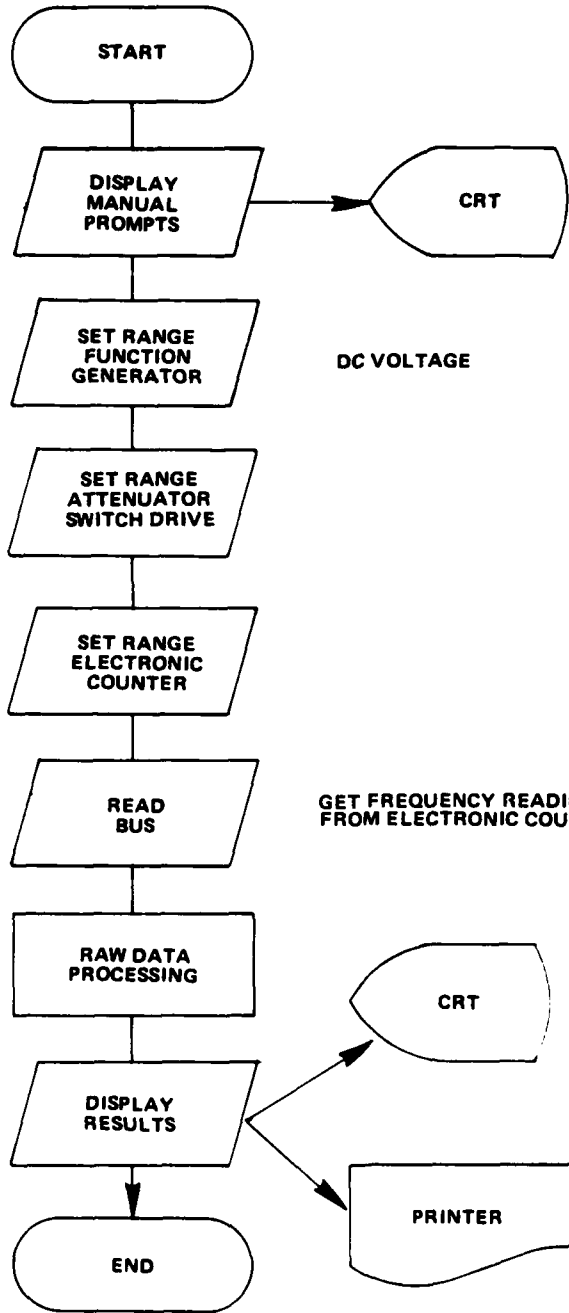 START
DISPLAY
MANUAL
PROMPTS
CRT
SET RANGE
FUNCTION
GENERATOR
DC VOLTAGE
SET RANGE
ATTENUATOR
SWITCH DRIVE
SET RANGE
ELECTRONIC
COUNTER
READ
BUS
GET FREQUENCY
FROM ELECTRONIC
RAW DATA
PROCESSING
CRT
DISPLAY
RESULTS
PRINTER
END